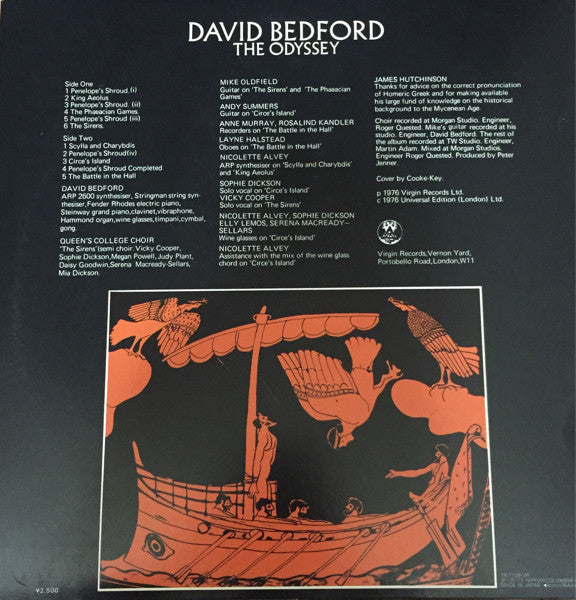 DAVID BEDFORD
THE ODYSSEY
Side One
1 Penelope's Shroud. (i)
2 King Aeolus
3 Penelope's Shroud. (ii)
4 The Phaeacian Games.
5 Penelope's Shroud (iii)
6 The Sirens.
Side Two
1 Scylla and Charybdis
2 Penelope's Shroud(iv)
3 Circe's Island
4 Penelope's Shroud Completed
5 The Battle in the Hall
DAVID BEDFORD
ARP 2600 synthesiser, Stringman string syn-
thesiser,Fender Rhodes electric piano,
Steinway grand piano,clavinet,vibraphone,
Hammond organ,wine glasses,timpani,cymbal,
gong.
QUEEN'S COLLEGE CHOIR
'The Sirens'(semi choir: Vicky Cooper,
Sophie Dickson,Megan Powell, Judy Plant,
Daisy Goodwin,Serena Macready-Sellars,
Mia Dickson.
MIKE OLDFIELD
Guitar on 'The Sirens' and 'The Phaeacian
Games'
ANDY SUMMERS
Guitar on 'Circe's Island'
ANNE MURRAY, ROSALIND KANDLER
Recorders on 'The Battle in the Hall'
LAYNE HALSTEAD
Oboes on 'The Battle in the Hall'
NICOLETTE ALVEY
ARP synthesiser on 'Scylla and Charybdis'
and 'King Aeolus'
SOPHIE DICKSON
Solo vocal on 'Circe's Island'
VICKY COOPER
Solo vocal on 'The Sirens'
NICOLETTE ALVEY, SOPHIE DICKSON
ELLY LEMOS, SERENA MACREADY—
SELLARS
Wine glasses on 'Circe's Island'
NICOLETTE ALVEY
Assistance with the mix of the wine glass
chord on 'Circe's Island'
JAMES HUTCHINSON
Thanks for advice on the correct pronunciation
of Homeric Greek and for making available
his large fund of knowledge on the historical
background to the Mycenean Age.
Choir recorded at Morgan Studio. Engineer,
Roger Quested. Mike's guitar recorded at his
studio. Engineer, David Bedford. The rest of
the album recorded at TW Studio. Engineer,
Martin Adam. Mixed at Morgan Studios.
Engineer Roger Quested. Produced by Peter
Jenner.
Cover by Cooke-Key.
p 1976 Virgin Records Ltd.
c 1976 Universal Edition (London) Ltd.
Virgin Records,Vernon Yard,
Portobello Road,London,W11
¥2,500
MADE IN JAPAN